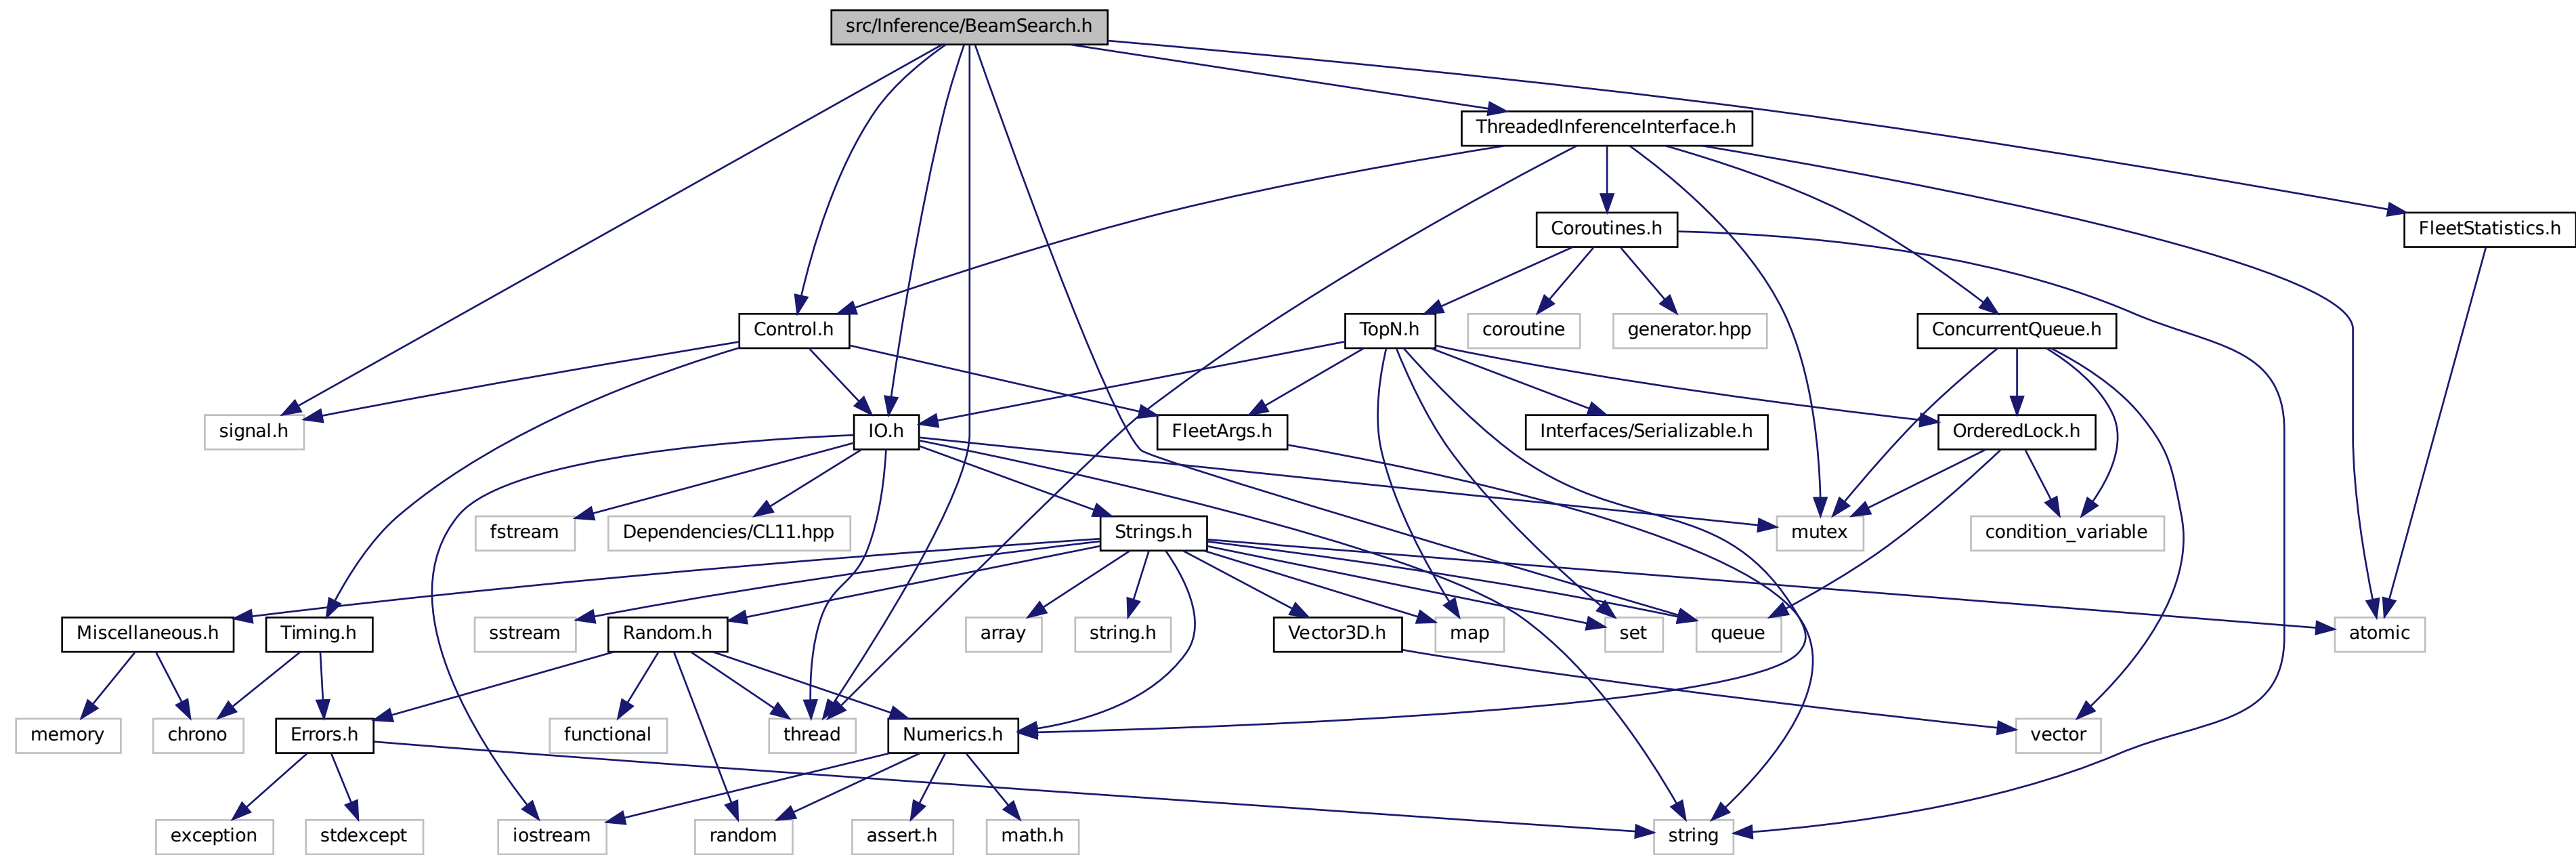 src/Inference/BeamSearch.h
ThreadedInferenceInterface.h
Coroutines.h
FleetStatistics.h
Control.h
TopN.h
coroutine
generator.hpp
ConcurrentQueue.h
signal.h
IO.h
FleetArgs.h
Interfaces/Serializable.h
OrderedLock.h
fstream
Dependencies/CL11.hpp
Strings.h
mutex
condition_variable
Miscellaneous.h
Timing.h
sstream
Random.h
array
string.h
Vector3D.h
map
set
queue
atomic
memory
chrono
Errors.h
functional
thread
Numerics.h
vector
exception
stdexcept
iostream
random
assert.h
math.h
string